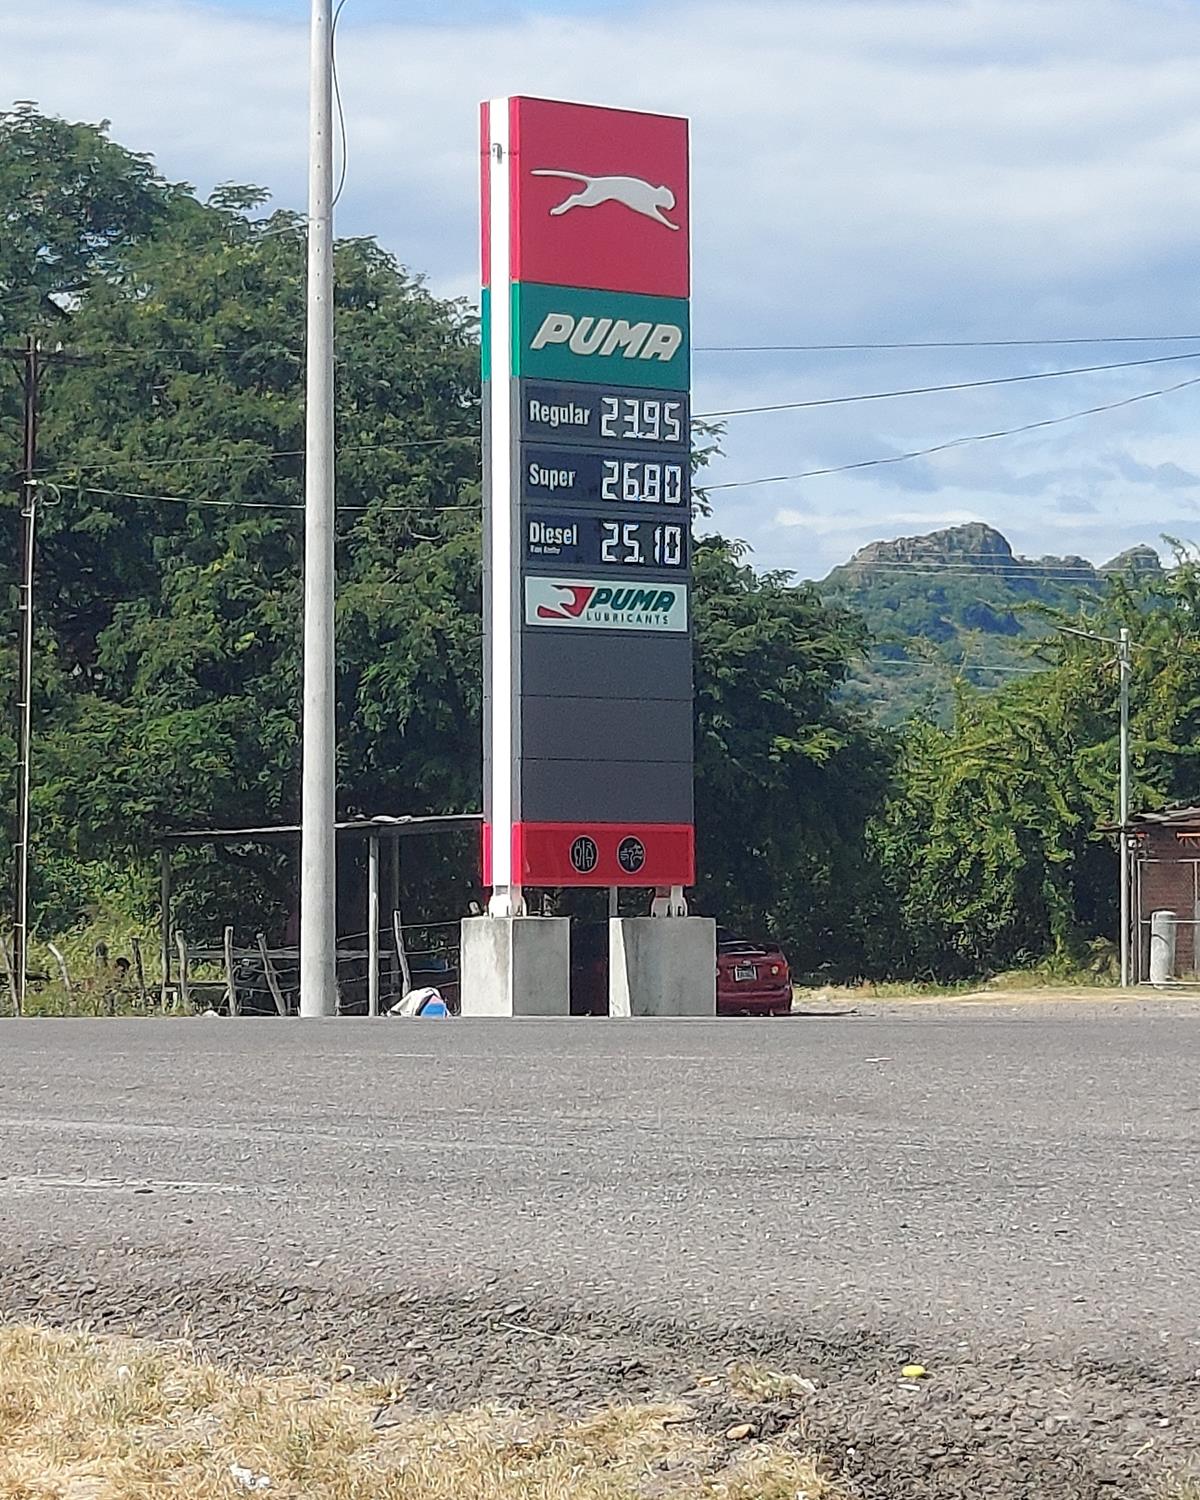 PUMA
Regular 23.95
Super 26.80
Diesel 25.10
PUMA
LUBRICANTS